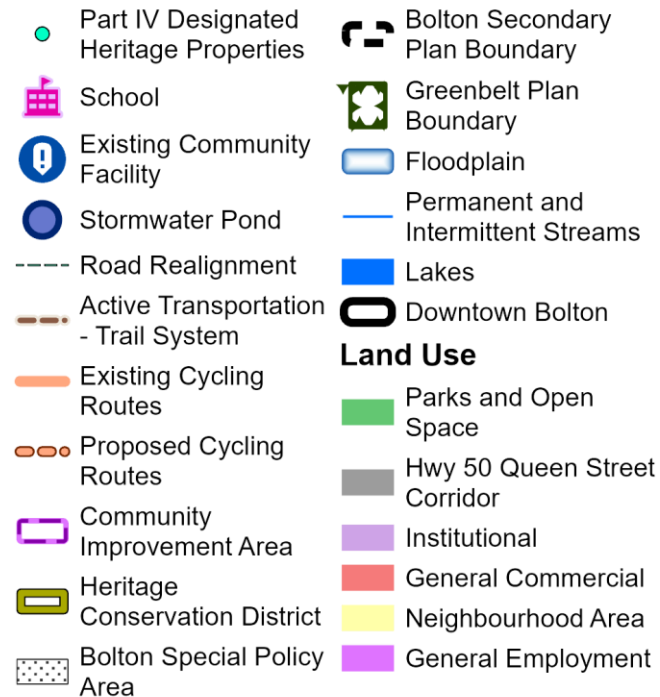 Part IV Designated
Heritage Properties
School
Existing Community
Facility
Stormwater Pond
Road Realignment
Active Transportation
- Trail System
Existing Cycling
Routes
Proposed Cycling
Routes
Community
Improvement Area
Heritage
Conservation District
Bolton Special Policy
Area
Bolton Secondary
Plan Boundary
Greenbelt Plan
Boundary
Floodplain
Permanent and
Intermittent Streams
Lakes
Downtown Bolton
Land Use
Parks and Open
Space
Hwy 50 Queen Street
Corridor
Institutional
General Commercial
Neighbourhood Area
General Employment